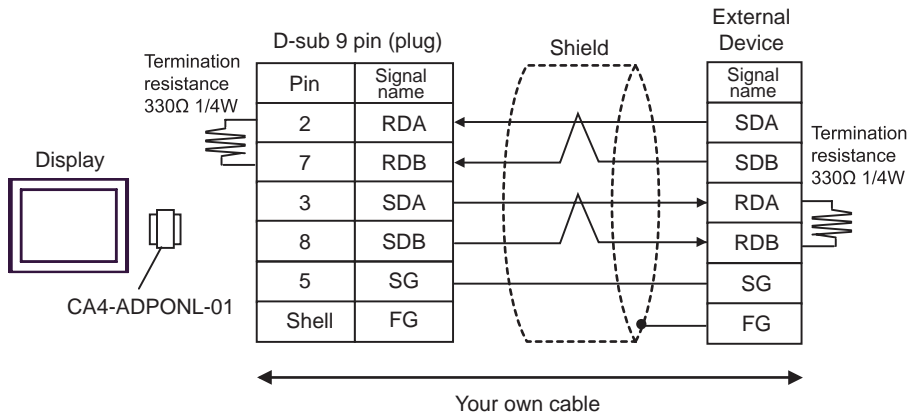 External
Device
D-sub 9 pin (plug)
Shield
Termination
resistance
330Ω 1/4W
Pin
Signal
name
Signal
name
2
RDA
SDA
7
RDB
SDB
Termination
resistance
330Ω 1/4W
Display
3
SDA
RDA
8
SDB
RDB
5
SG
SG
CA4-ADPONL-01
Shell
FG
FG
Your own cable